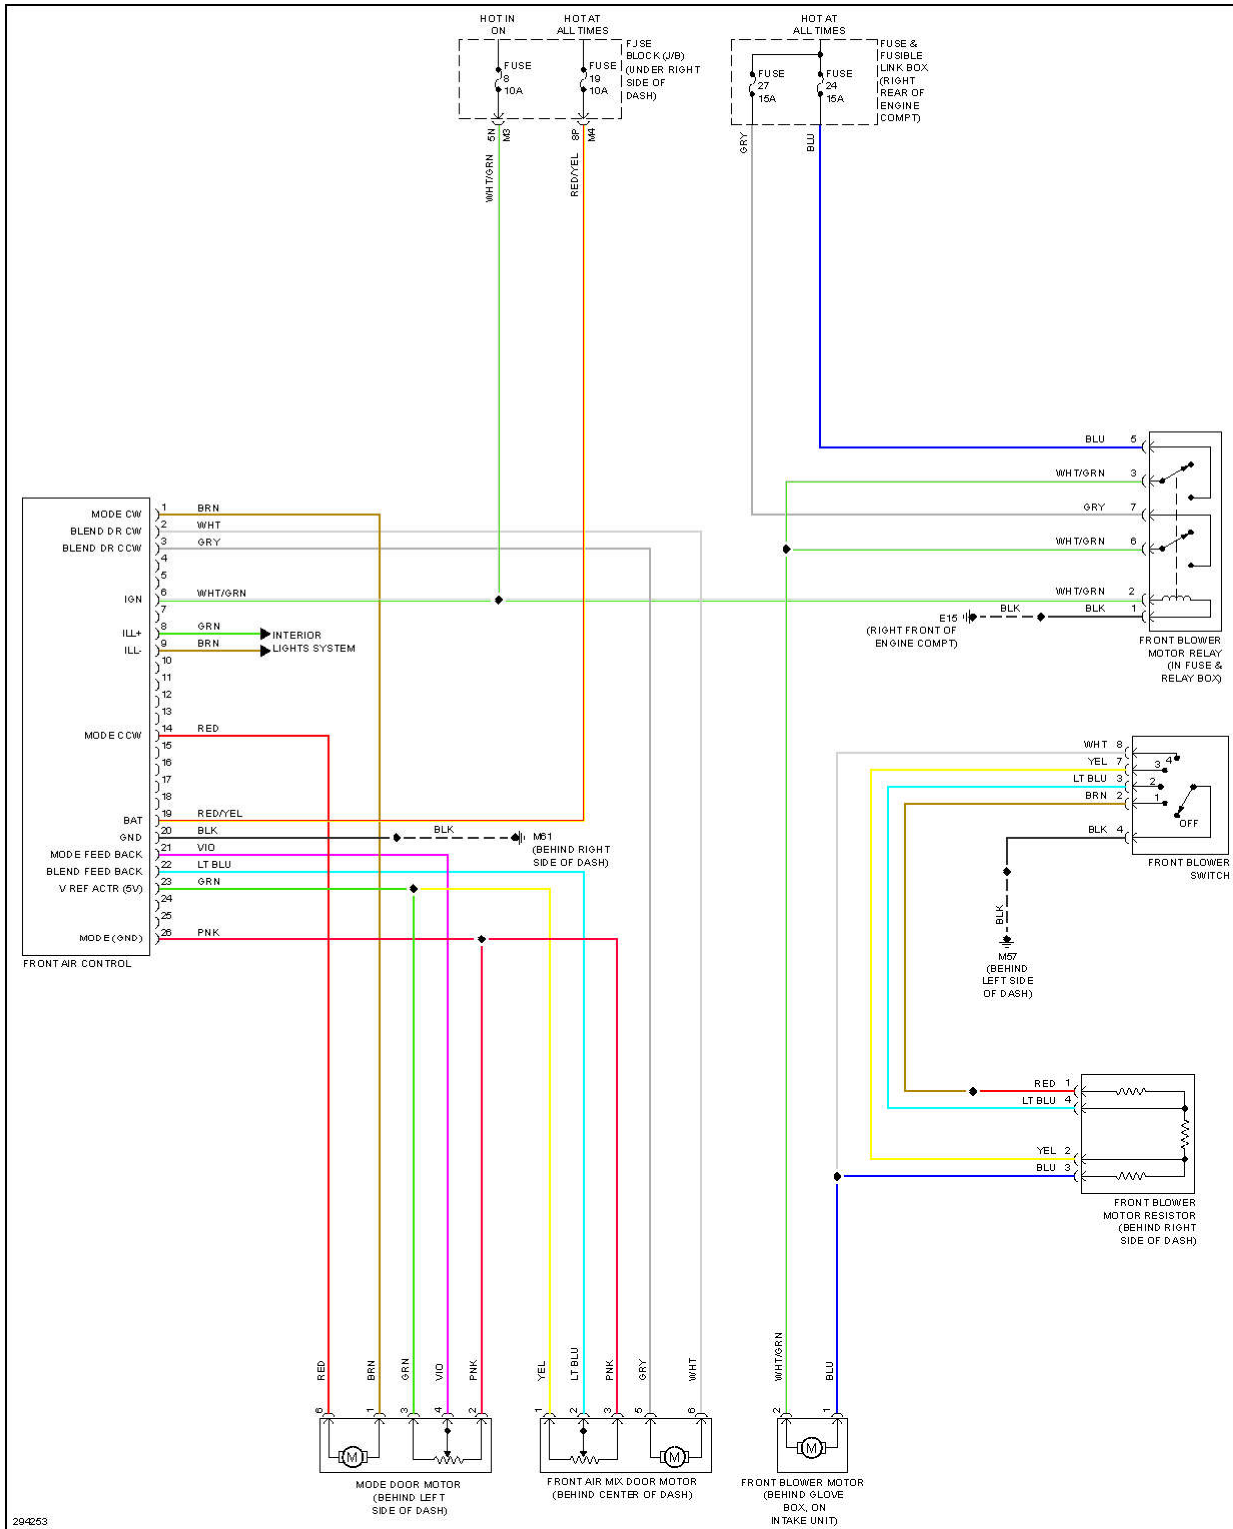 HOT IN
ON
HOT AT
ALL TIMES
HOT AT
ALL TIMES
FUSE
8
10A
FUSE
19
10A
FJSE
BLOCK (J/B)
(UNDER RIGHT
SIDE OF
DASH)
FUSE
27
15A
FUSE
24
15A
FUSE &
FUSIBLE
LINK BOX
(RIGHT
REAR OF
ENGINE
COMPT)
5N
M3
8P
M4
WHT/GRN
RED/YEL
GRY
BLU
BLU 5
WHT/GRN 3
GRY 7
WHT/GRN 6
WHT/GRN 2
BLK BLK 1
E15
(RIGHT FRONT OF
ENGINE COMPT)
FRONT BLOWER
MOTOR RELAY
(IN FUSE &
RELAY BOX)
MODE CW 1 BRN
BLEND DR CW 2 WHT
BLEND DR CCW 3 GRY
4
5
IGN 6 WHT/GRN
7
ILL+ 8 GRN INTERIOR
ILL- 9 BRN LIGHTS SYSTEM
10
11
12
13
MODE CCW 14 RED
15
16
17
18
BAT 19 RED/YEL
GND 20 BLK BLK M61
(BEHIND RIGHT
SIDE OF DASH)
MODE FEED BACK 21 VIO
BLEND FEED BACK 22 LT BLU
V REF ACTR (5V) 23 GRN
24
25
MODE (GND) 26 PNK
FRONT AIR CONTROL
WHT 8
YEL 7
LT BLU 3
BRN 2
BLK 4
4
3
2
1
OFF
FRONT BLOWER
SWITCH
BLK
M57
(BEHIND
LEFT SIDE
OF DASH)
RED 1
LT BLU 4
YEL 2
BLU 3
FRONT BLOWER
MOTOR RESISTOR
(BEHIND RIGHT
SIDE OF DASH)
RED
BRN
GRN
VIO
PNK
YEL
LT BLU
PNK
GRY
WHT
WHT/GRN
BLU
6 1 3 4 2
1 2 3 5 6
2 1
M
M
M
MODE DOOR MOTOR
(BEHIND LEFT
SIDE OF DASH)
FRONT AIR MIX DOOR MOTOR
(BEHIND CENTER OF DASH)
FRONT BLOWER MOTOR
(BEHIND GLOVE
BOX, ON
INTAKE UNIT)
294253